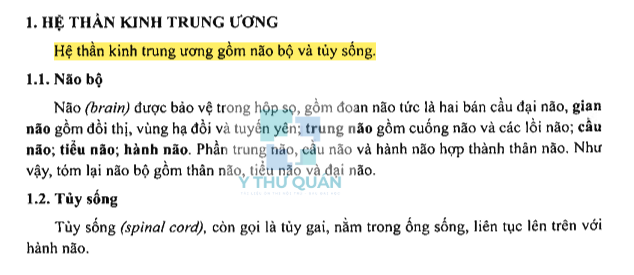 1. HỆ THẦN KINH TRUNG ƯƠNG
Hệ thần kinh trung ương gồm não bộ và tủy sống.
1.1. Não bộ
Não (brain) được bảo vệ trong hộp sọ, gồm đoan não tức là hai bán cầu đại não, gian
não gồm đồi thị, vùng hạ đồi và tuyến yên; trung não gồm cuống não và các lồi não; cầu
não; tiểu não; hành não. Phần trung não, cầu não và hành não hợp thành thân não. Như
vậy, tóm lại não bộ gồm thân não, tiểu não và đại não.
Y THƯ QUÁN
1.2. Tủy sống
Tủy sống (spinal cord), còn gọi là tủy gai, nằm trong ống sống, liên tục lên trên với
hành não.